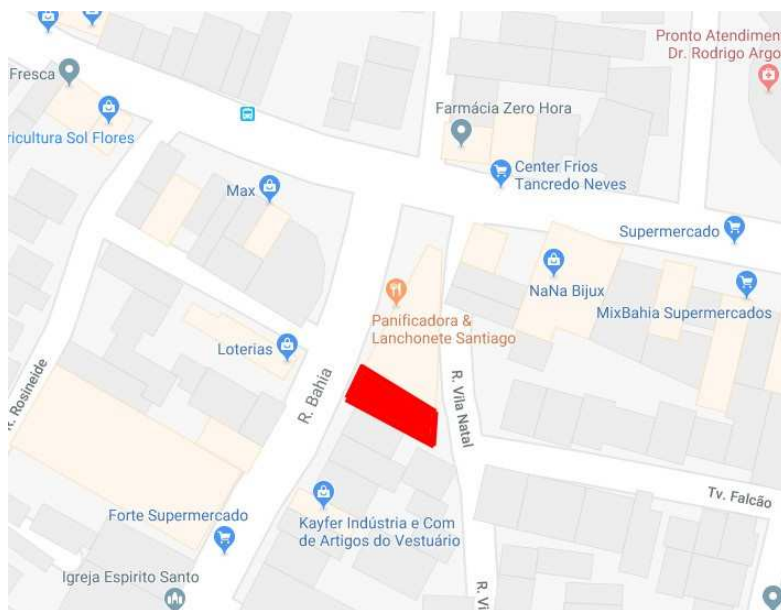 Pronto Atendimen
Dr. Rodrigo Argo
Fresca
Farmácia Zero Hora
ricultura Sol Flores
Center Frios
Tancredo Neves
Max
Supermercado
NaNa Bijux
MixBahia Supermercados
Panificadora &
Lanchonete Santiago
Loterias
R. Bahia
R. Rosineide
R. Vila Natal
Tv. Falcão
Forte Supermercado
Kayfer Indústria e Com
de Artigos do Vestuário
Igreja Espirito Santo
R. Vi